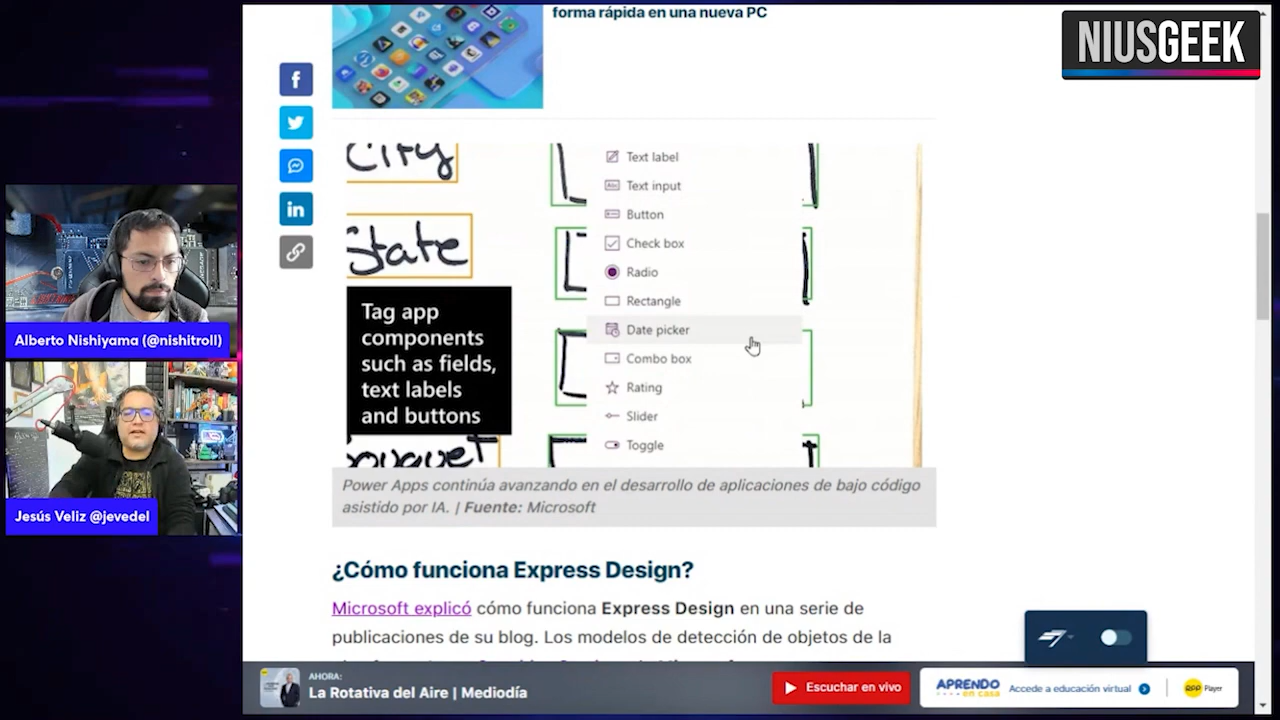 forma rápida en una nueva PC
NIUSGEEK
City
Text label
Text input
Button
State
Check box
Radio
Rectangle
Tag app
components
such as fields,
text labels
and buttons
Date picker
Combo box
Rating
Slider
Toggle
bouquet
Alberto Nishiyama (@nishitroll)
Jesús Veliz @jevedel
Power Apps continúa avanzando en el desarrollo de aplicaciones de bajo código
asistido por IA. | Fuente: Microsoft
¿Cómo funciona Express Design?
Microsoft explicó cómo funciona Express Design en una serie de
publicaciones de su blog. Los modelos de detección de objetos de la
AHORA:
La Rotativa del Aire | Mediodía
Escuchar en vivo
APRENDO
en casa
Accede a educación virtual
RPP Player